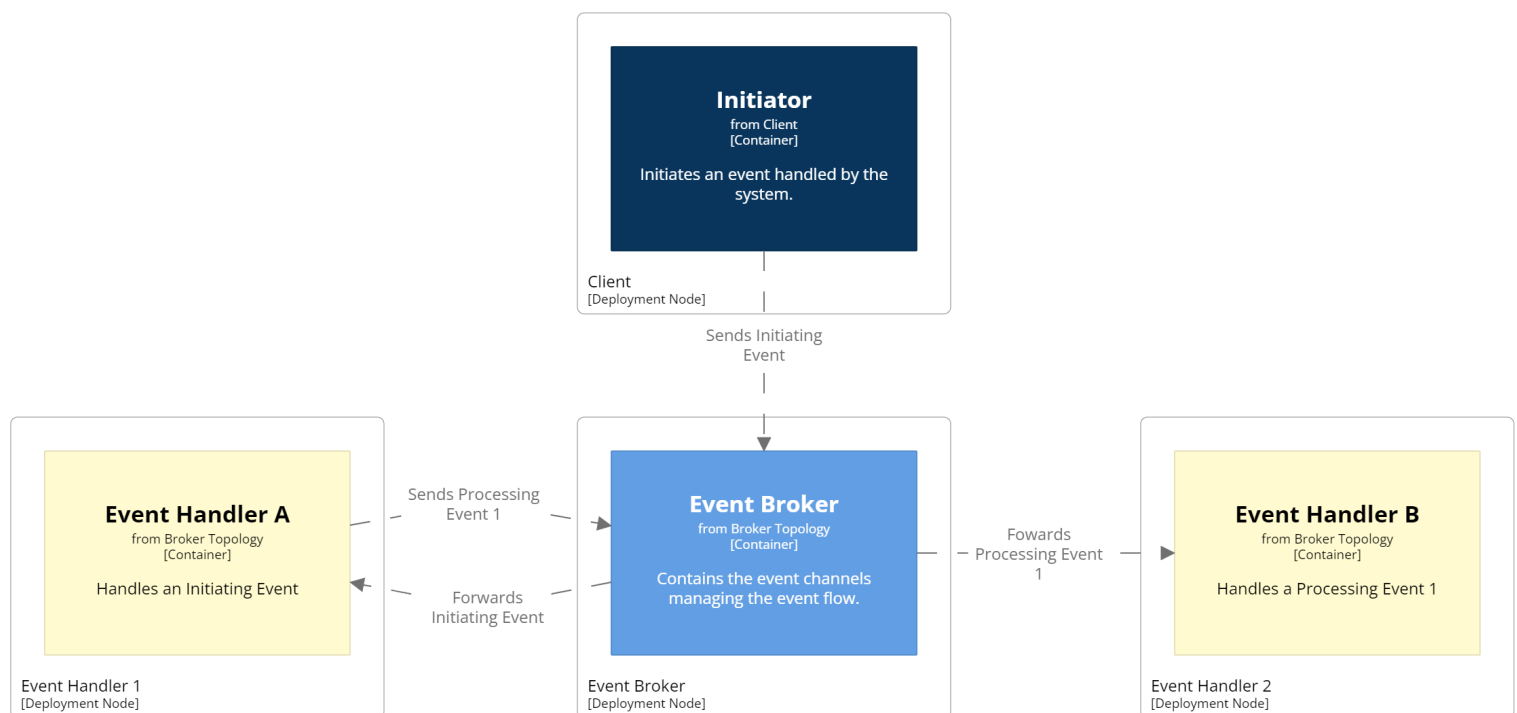 Initiator
from Client
[Container]
Initiates an event handled by the
system.
Client
[Deployment Node]
Sends Initiating
Event
Event Handler A
from Broker Topology
[Container]
Handles an Initiating Event
Event Handler 1
[Deployment Node]
Sends Processing
Event 1
Forwards
Initiating Event
Event Broker
from Broker Topology
[Container]
Contains the event channels
managing the event flow.
Event Broker
[Deployment Node]
Fowards
Processing Event
1
Event Handler B
from Broker Topology
[Container]
Handles a Processing Event 1
Event Handler 2
[Deployment Node]